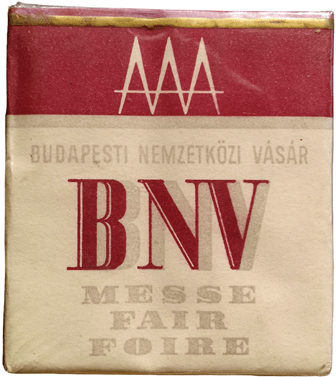 BUDAPESTI NEMZETKÖZI VÁSÁR
BNV
MESSE
FAIR
FOIRE